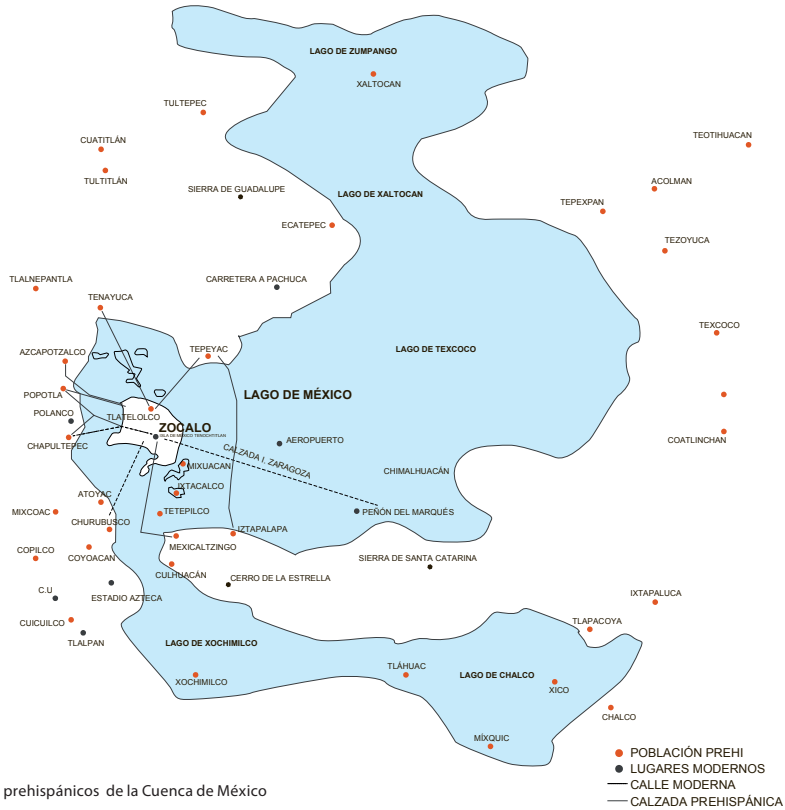 LAGO DE ZUMPANGO
XALTOCAN
TULTEPEC
TEOTIHUACAN
CUATITLÁN
TULTITLÁN
ACOLMAN
SIERRA DE GUADALUPE
LAGO DE XALTOCAN
TEPEXPAN
ECATEPEC
TEZOYUCA
TLALNEPANTLA
CARRETERA A PACHUCA
TENAYUCA
TEXCOCO
AZCAPOTZALCO
TEPEYAC
LAGO DE TEXCOCO
POPOTLA
LAGO DE MÉXICO
POLANCO
TLATELOLCO
ZOCALO
ISLA DE MEXICO TENOCHTITLAN
AEROPUERTO
COATLINCHAN
CHAPULTEPEC
CALZADA I. ZARAGOZA
MIXUACAN
CHIMALHUACÁN
IXTACALCO
ATOYAC
MIXCOAC
TETEPILCO
PEÑÓN DEL MARQUÉS
CHURUBUSCO
IZTAPALAPA
COPILCO
COYOACAN
MEXICALTZINGO
SIERRA DE SANTA CATARINA
CULHUACÁN
CERRO DE LA ESTRELLA
C.U
ESTADIO AZTECA
IXTAPALUCA
CUICUILCO
TLAPACOYA
TLALPAN
LAGO DE XOCHIMILCO
TLÁHUAC
LAGO DE CHALCO
XOCHIMILCO
XICO
CHALCO
MÍXQUIC
POBLACIÓN PREHI
LUGARES MODERNOS
CALLE MODERNA
CALZADA PREHISPÁNICA
prehispánicos de la Cuenca de México